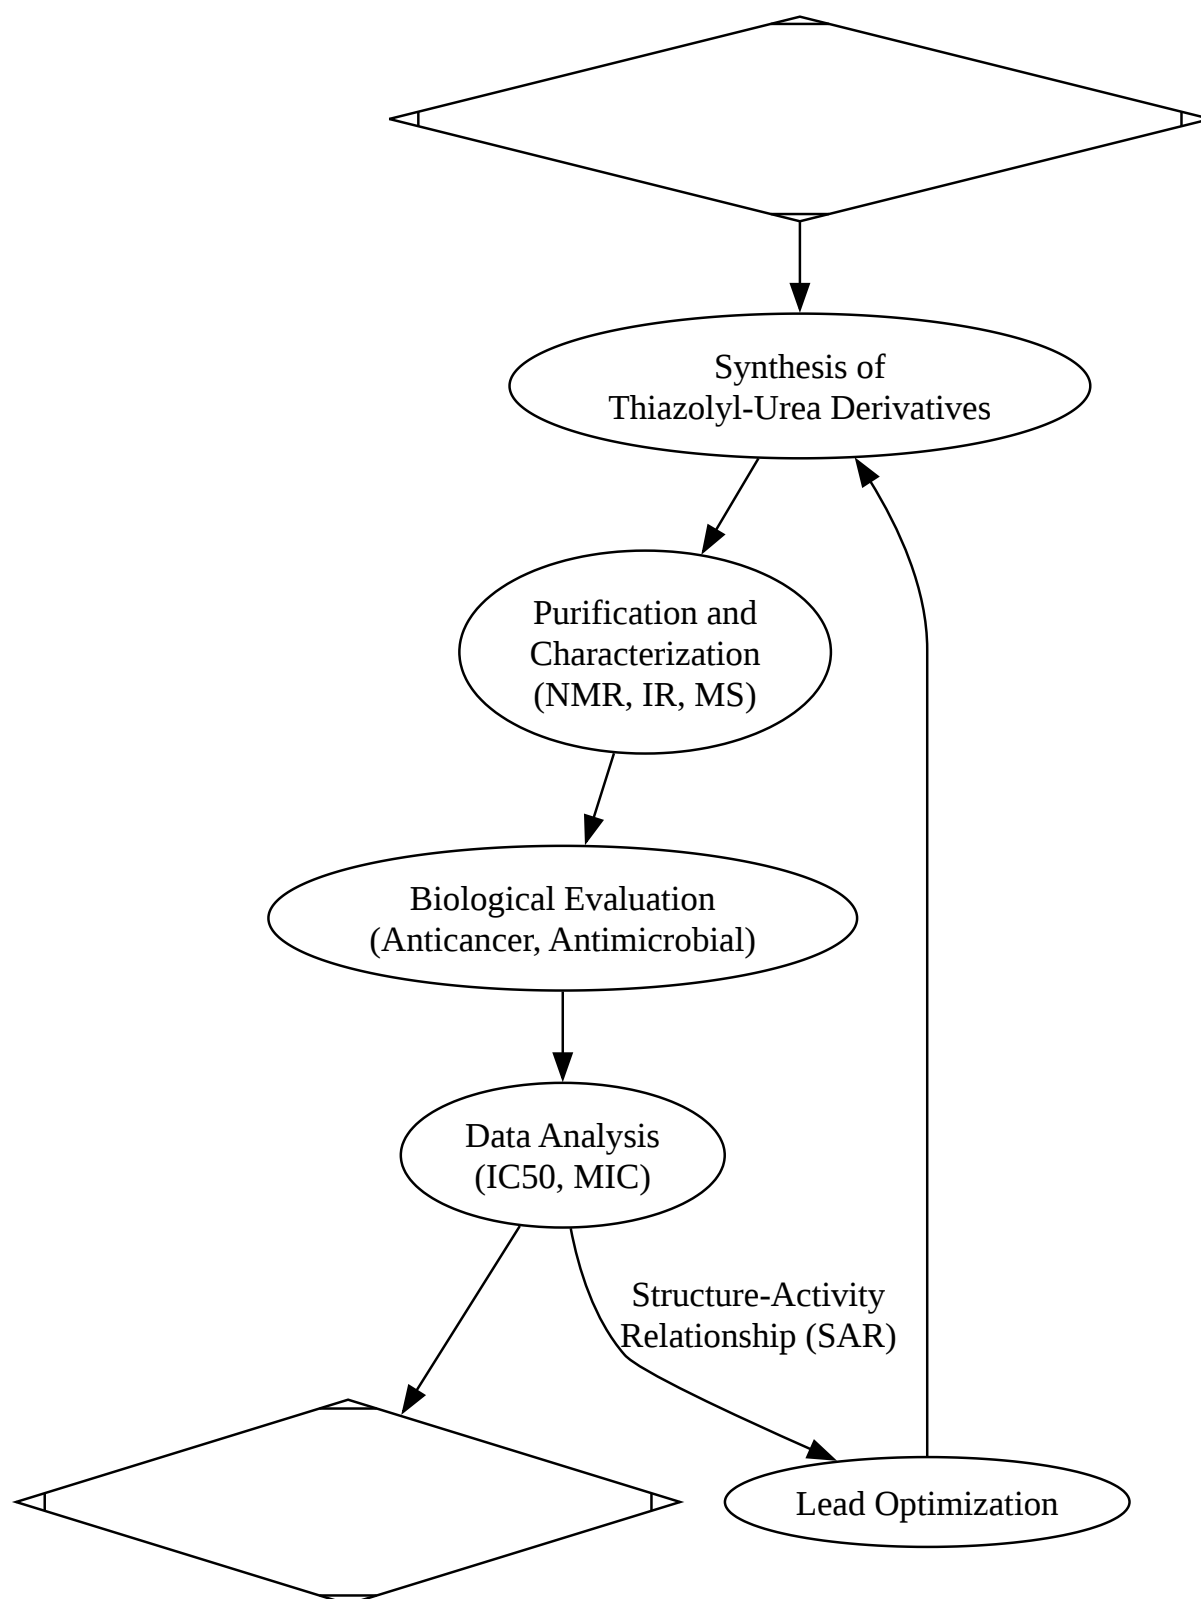 Synthesis of
Thiazolyl-Urea Derivatives
Purification and
Characterization
(NMR, IR, MS)
Biological Evaluation
(Anticancer, Antimicrobial)
Data Analysis
(IC50, MIC)
Structure-Activity
Relationship (SAR)
Lead Optimization